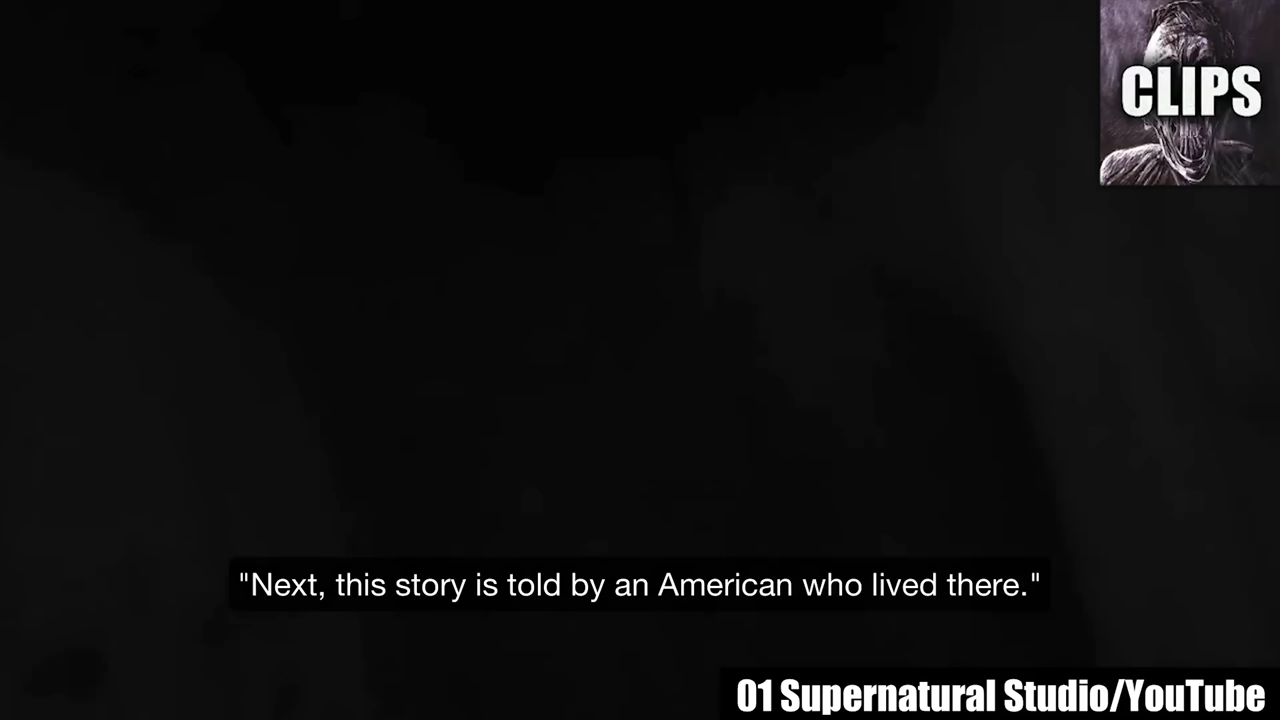 CLIPS
"Next, this story is told by an American who lived there."
01 Supernatural Studio/YouTube